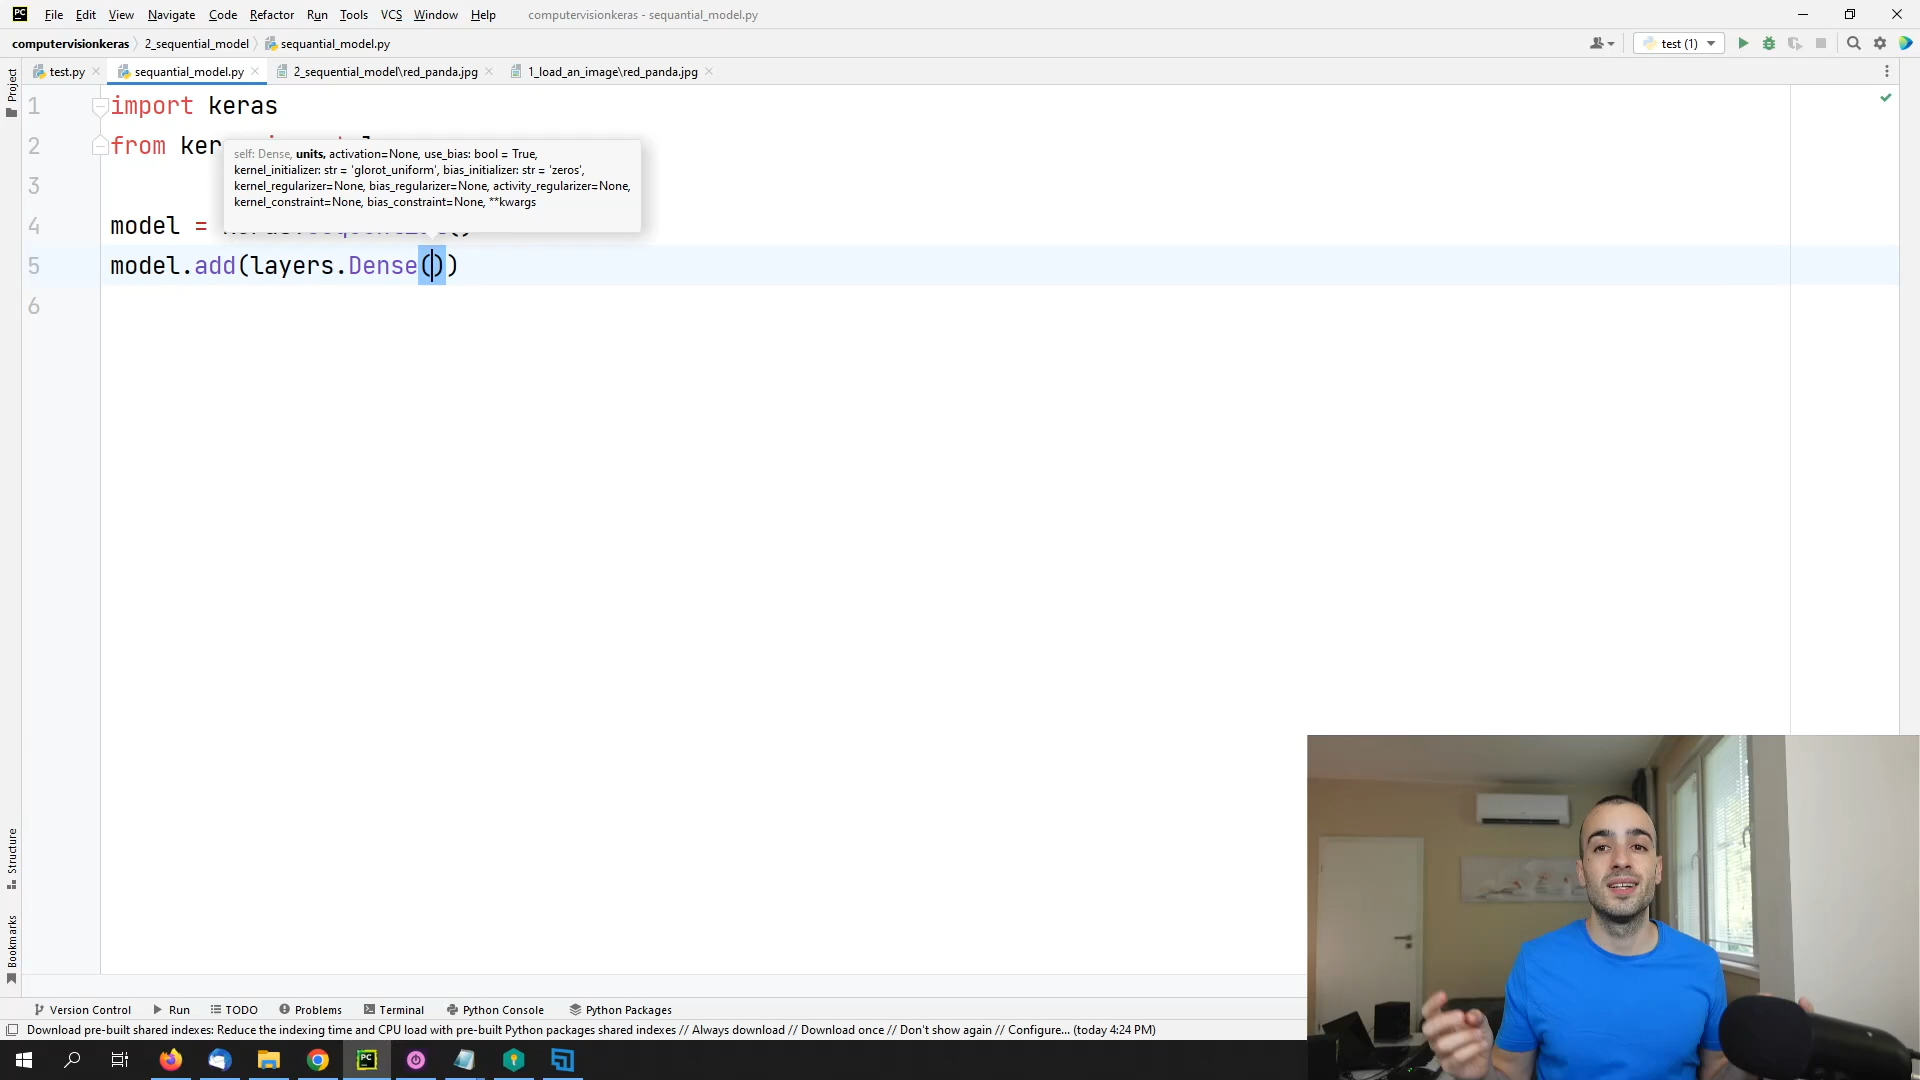 PC File Edit View Navigate Code Refactor Run Tools VCS Window Help computervisionkeras - sequantial_model.py
computervisionkeras 2_sequential_model sequantial_model.py test (1)
test.py sequantial_model.py 2_sequential_model\red_panda.jpg 1_load_an_image\red_panda.jpg
Project
1 import keras
2 from ker
self: Dense, units, activation=None, use_bias: bool = True,
kernel_initializer: str = 'glorot_uniform', bias_initializer: str = 'zeros',
kernel_regularizer=None, bias_regularizer=None, activity_regularizer=None,
kernel_constraint=None, bias_constraint=None, **kwargs
3
4 model =
5 model.add(layers.Dense())
6
Structure
Bookmarks
Version Control Run TODO Problems Terminal Python Console Python Packages
Download pre-built shared indexes: Reduce the indexing time and CPU load with pre-built Python packages shared indexes // Always download // Download once // Don't show again // Configure... (today 4:24 PM)
PC